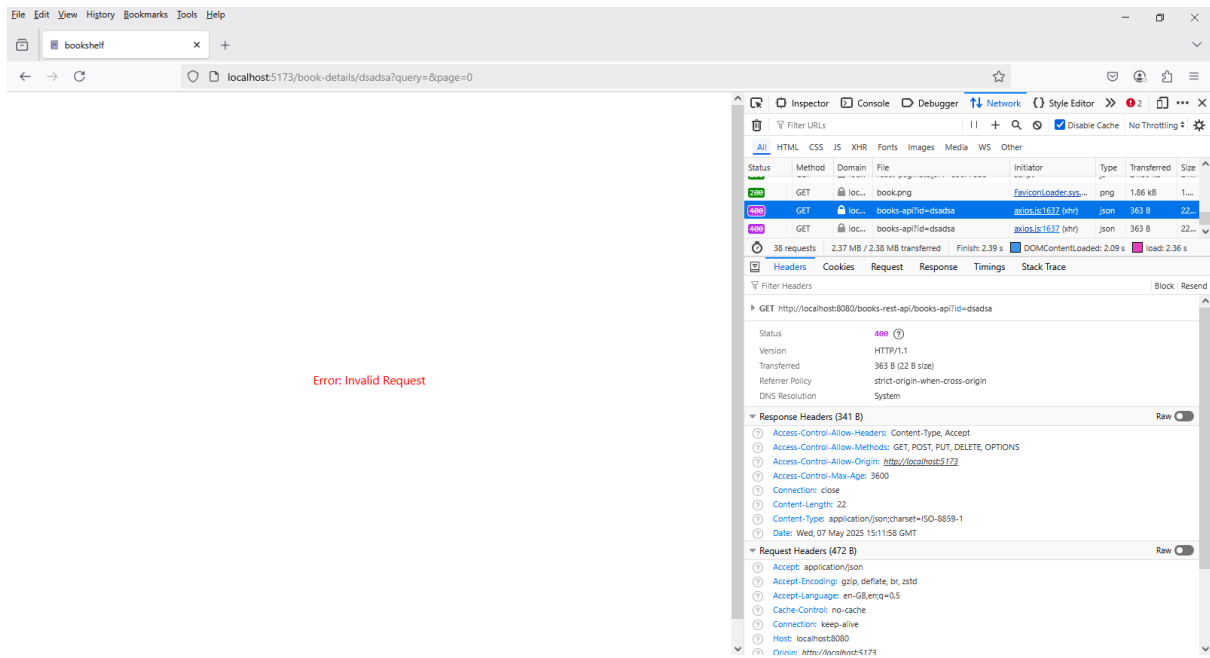 File Edit View History Bookmarks Tools Help
bookshelf
localhost:5173/book-details/dsadsa?query=&page=0
Inspector Console Debugger Network Style Editor 2
Filter URLs Disable Cache No Throttling
All HTML CSS JS XHR Fonts Images Media WS Other
Status Method Domain File Initiator Type Transferred Size
200 GET loc... book.png FaviconLoader.sys.... png 1.86 kB 1....
400 GET loc... books-api?id=dsadsa axios.js:1637 (xhr) json 363 B 22...
400 GET loc... books-api?id=dsadsa axios.js:1637 (xhr) json 363 B 22...
38 requests 2.37 MB / 2.38 MB transferred Finish: 2.39 s DOMContentLoaded: 2.09 s load: 2.36 s
Headers Cookies Request Response Timings Stack Trace
Filter Headers Block Resend
GET http://localhost:8080/books-rest-api/books-api?id=dsadsa
Status 400
Version HTTP/1.1
Transferred 363 B (22 B size)
Referrer Policy strict-origin-when-cross-origin
DNS Resolution System
Error: Invalid Request
Response Headers (341 B) Raw
Access-Control-Allow-Headers: Content-Type, Accept
Access-Control-Allow-Methods: GET, POST, PUT, DELETE, OPTIONS
Access-Control-Allow-Origin: http://localhost:5173
Access-Control-Max-Age: 3600
Connection: close
Content-Length: 22
Content-Type: application/json;charset=ISO-8859-1
Date: Wed, 07 May 2025 15:11:58 GMT
Request Headers (472 B) Raw
Accept: application/json
Accept-Encoding: gzip, deflate, br, zstd
Accept-Language: en-GB,en;q=0.5
Cache-Control: no-cache
Connection: keep-alive
Host: localhost:8080
Origin: http://localhost:5173